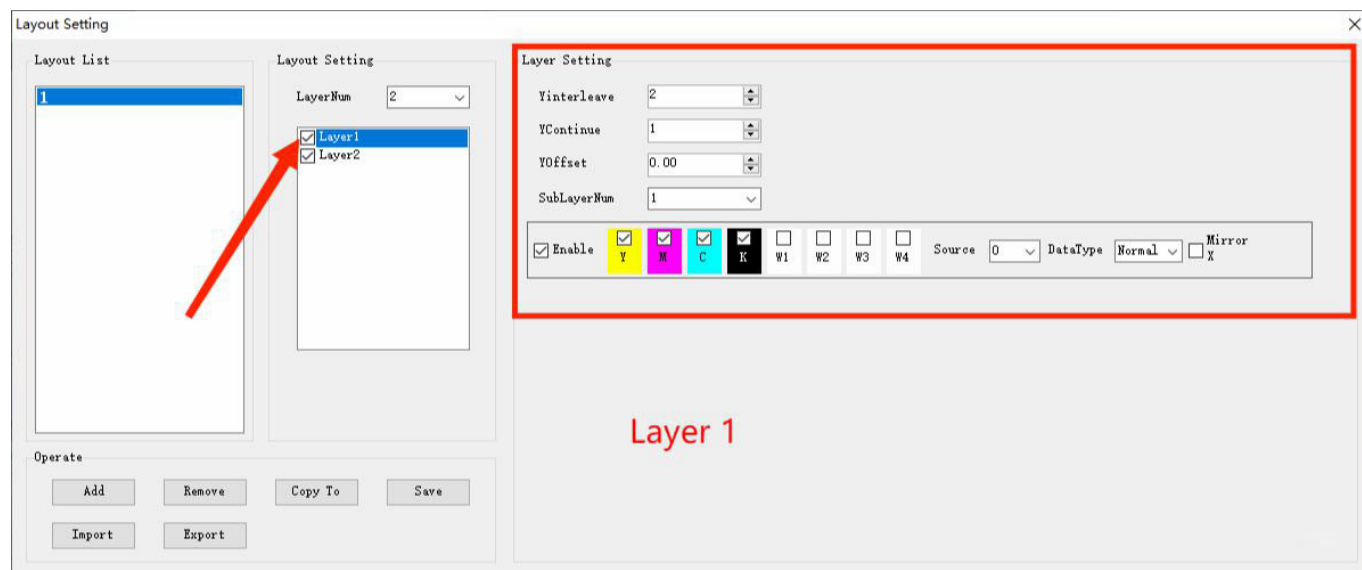 Layout Setting
Layout List
1
Layout Setting
LayerNum 2
Layer1
Layer2
Operate
Add Remove Copy To Save
Import Export
Layer Setting
Yinterleave 2
YContinue 1
YOffset 0.00
SubLayerNum 1
Enable Y M C K W1 W2 W3 W4 Source 0 DataType Normal Mirror
X
Layer 1